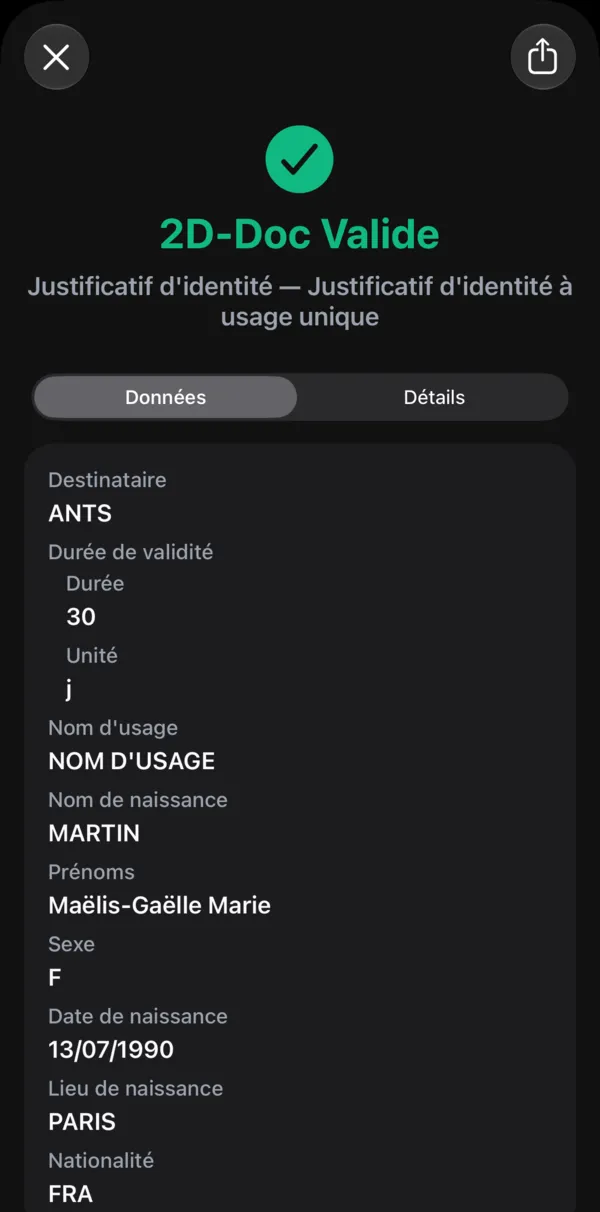 2D-Doc Valide
Justificatif d'identité — Justificatif d'identité à
usage unique
Données
Détails
Destinataire
ANTS
Durée de validité
Durée
30
Unité
j
Nom d'usage
NOM D'USAGE
Nom de naissance
MARTIN
Prénoms
Maëlis-Gaëlle Marie
Sexe
F
Date de naissance
13/07/1990
Lieu de naissance
PARIS
Nationalité
FRA